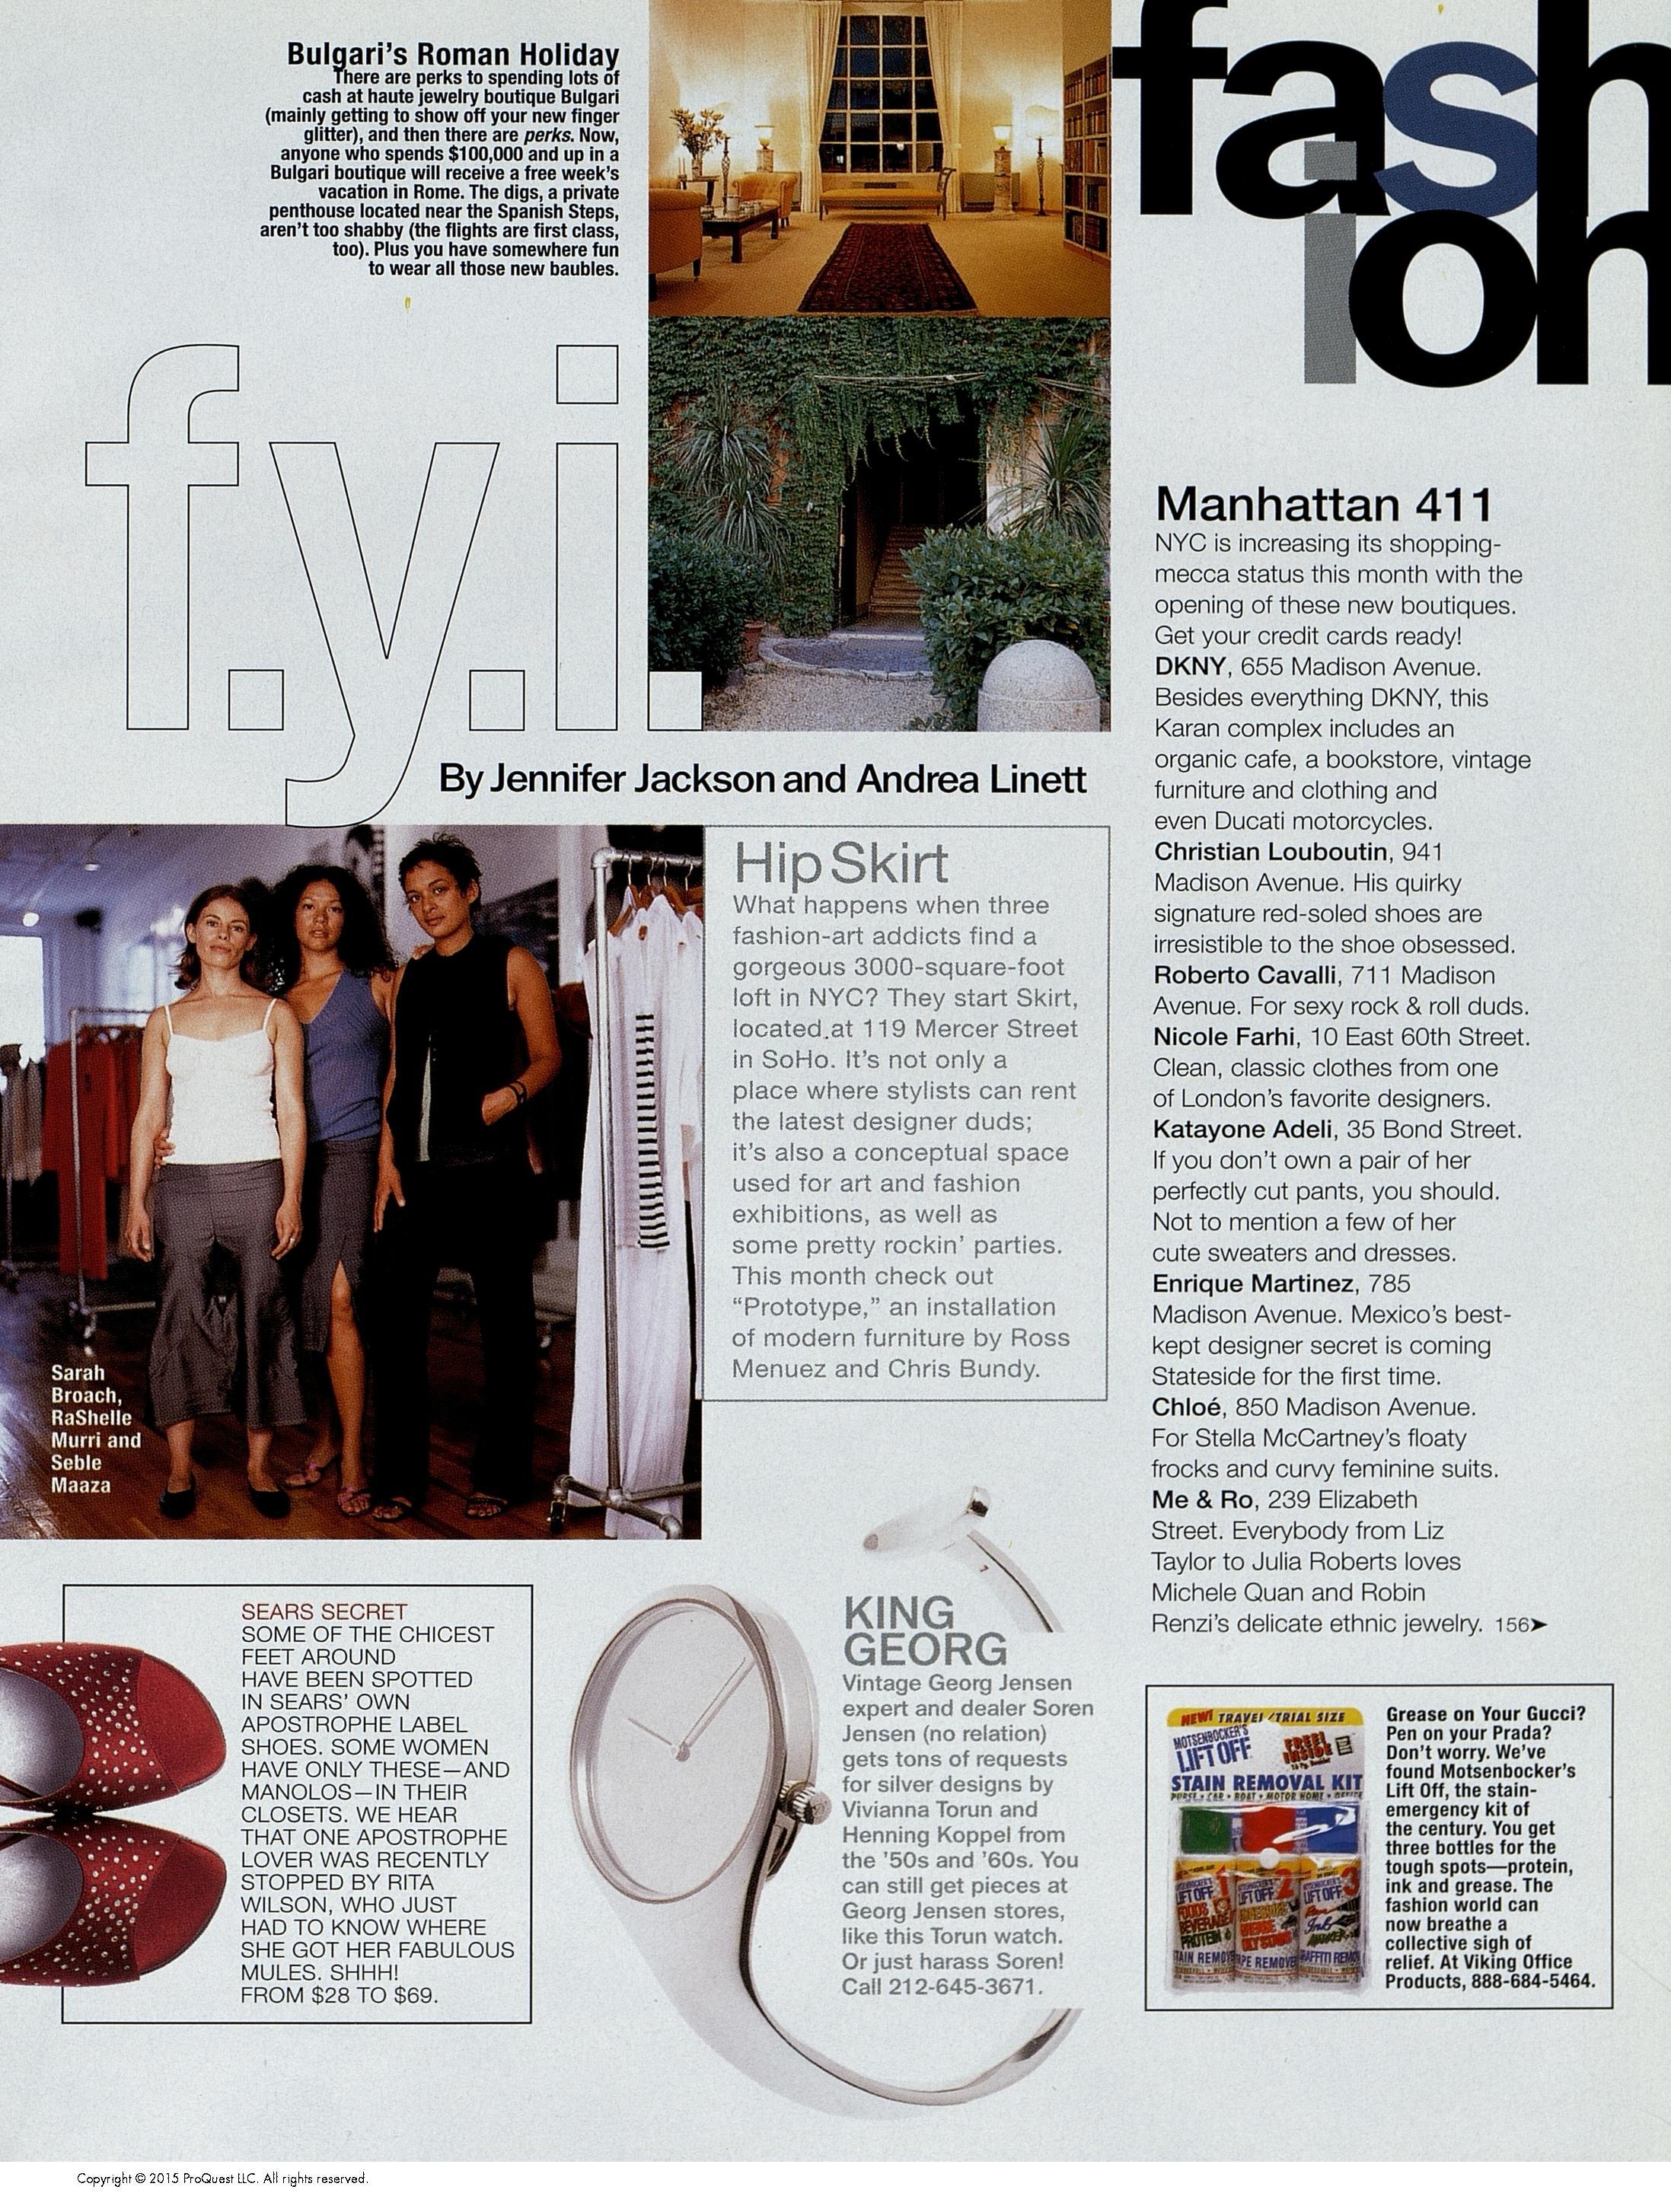 Bulgari's Roman Holiday
There are perks to spending lots of
cash at haute jewelry boutique Bulgari
(mainly getting to show off your new finger
glitter), and then there are perks. Now,
anyone who spends $100,000 and up in a
Bulgari boutique will receive a free week's
vacation in Rome. The digs, a private
penthouse located near the Spanish Steps,
aren't too shabby (the flights are first class,
too). Plus you have somewhere fun
to wear all those new baubles.
fash
ion
f.y.i.
By Jennifer Jackson and Andrea Linett
Sarah
Broach,
RaShelle
Murri and
Seble
Maaza
Hip Skirt
What happens when three
fashion-art addicts find a
gorgeous 3000-square-foot
loft in NYC? They start Skirt,
located at 119 Mercer Street
in SoHo. It's not only a
place where stylists can rent
the latest designer duds;
it's also a conceptual space
used for art and fashion
exhibitions, as well as
some pretty rockin' parties.
This month check out
"Prototype," an installation
of modern furniture by Ross
Menuez and Chris Bundy.
Manhattan 411
NYC is increasing its shopping-
mecca status this month with the
opening of these new boutiques.
Get your credit cards ready!
DKNY, 655 Madison Avenue.
Besides everything DKNY, this
Karan complex includes an
organic cafe, a bookstore, vintage
furniture and clothing and
even Ducati motorcycles.
Christian Louboutin, 941
Madison Avenue. His quirky
signature red-soled shoes are
irresistible to the shoe obsessed.
Roberto Cavalli, 711 Madison
Avenue. For sexy rock & roll duds.
Nicole Farhi, 10 East 60th Street.
Clean, classic clothes from one
of London's favorite designers.
Katayone Adeli, 35 Bond Street.
If you don't own a pair of her
perfectly cut pants, you should.
Not to mention a few of her
cute sweaters and dresses.
Enrique Martinez, 785
Madison Avenue. Mexico's best-
kept designer secret is coming
Stateside for the first time.
Chloé, 850 Madison Avenue.
For Stella McCartney's floaty
frocks and curvy feminine suits.
Me & Ro, 239 Elizabeth
Street. Everybody from Liz
Taylor to Julia Roberts loves
Michele Quan and Robin
Renzi's delicate ethnic jewelry. 156➤
SEARS SECRET
SOME OF THE CHICEST
FEET AROUND
HAVE BEEN SPOTTED
IN SEARS' OWN
APOSTROPHE LABEL
SHOES. SOME WOMEN
HAVE ONLY THESE—AND
MANOLOS—IN THEIR
CLOSETS. WE HEAR
THAT ONE APOSTROPHE
LOVER WAS RECENTLY
STOPPED BY RITA
WILSON, WHO JUST
HAD TO KNOW WHERE
SHE GOT HER FABULOUS
MULES. SHHH!
FROM $28 TO $69.
KING
GEORG
Vintage Georg Jensen
expert and dealer Soren
Jensen (no relation)
gets tons of requests
for silver designs by
Vivianna Torun and
Henning Koppel from
the '50s and '60s. You
can still get pieces at
Georg Jensen stores,
like this Torun watch.
Or just harass Soren!
Call 212-645-3671.
NEW! TRAVEL/TRIAL SIZE
MOTSENBOCKER'S
LIFT OFF
FREE!
INSIDE
STAIN REMOVAL KIT
PURSE • CAR • BOAT • MOTOR HOME • OFFICE
LIFT OFF 1
LIFT OFF 2
LIFT OFF 3
FOODS
BEVERAGE
PROTEIN
Grease on Your Gucci?
Pen on your Prada?
Don't worry. We've
found Motsenbocker's
Lift Off, the stain-
emergency kit of
the century. You get
three bottles for the
tough spots—protein,
ink and grease. The
fashion world can
now breathe a
collective sigh of
relief. At Viking Office
Products, 888-684-5464.
Copyright © 2015 ProQuest LLC. All rights reserved.